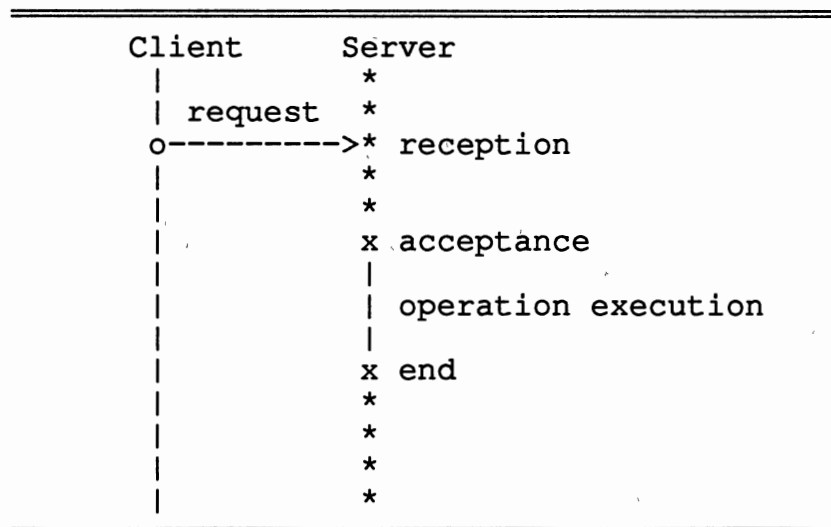 Client Server
request
o---------->* reception
x acceptance
operation execution
x end